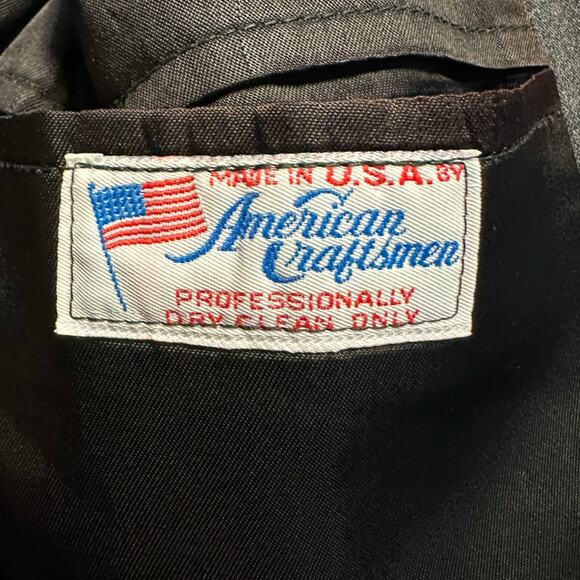 MADE IN U.S.A. BY
American
Craftsmen
PROFESSIONALLY
DRY CLEAN ONLY